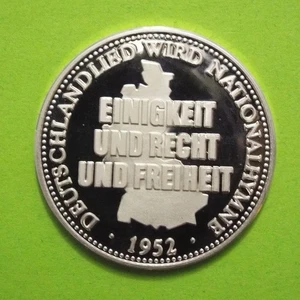 DEUTSCHLANDLIED WIRD NATIONALHYMNE
EINIGKEIT
UND RECHT
UND FREIHEIT
· 1952 ·